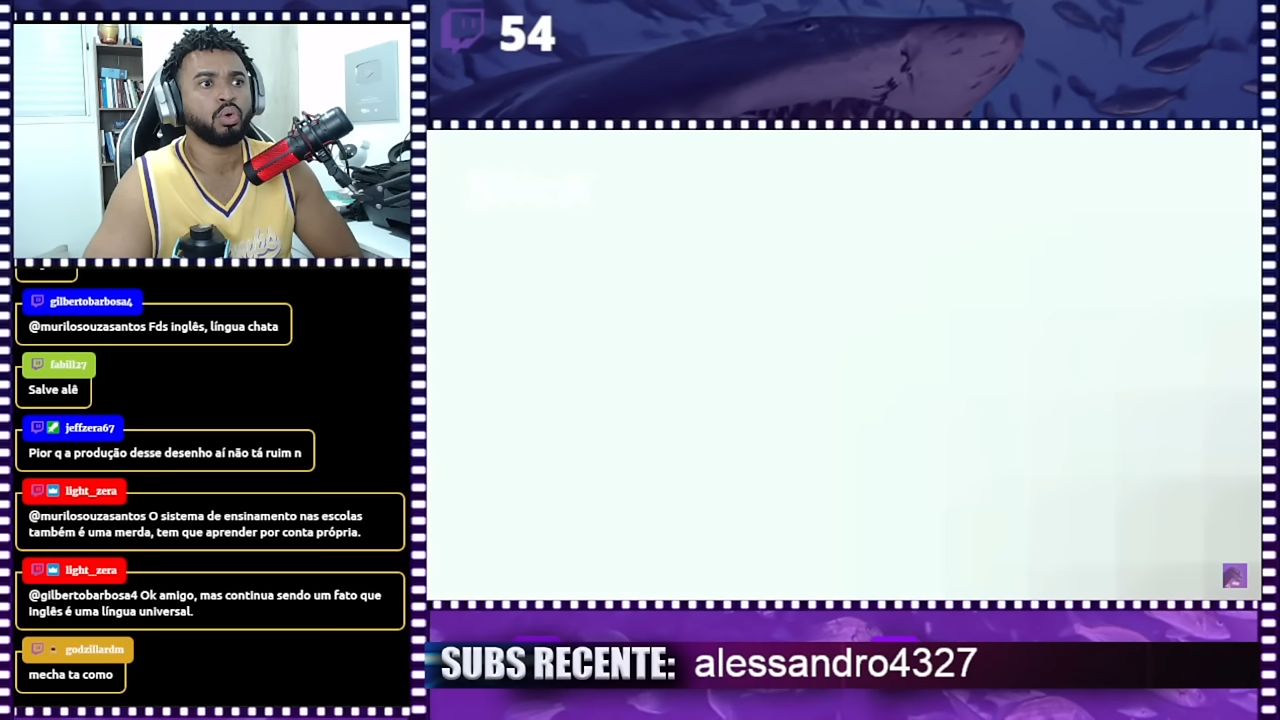 54
gilbertobarbosa4
@murilosouzasantos Fds inglês, língua chata
fabili27
Salve alê
jeffzera67
Pior q a produção desse desenho aí não tá ruim n
light_zera
@murilosouzasantos O sistema de ensinamento nas escolas
também é uma merda, tem que aprender por conta própria.
light_zera
@gilbertobarbosa4 Ok amigo, mas continua sendo um fato que
inglês é uma língua universal.
godzillardm
mecha ta como
SUBS RECENTE: alessandro4327